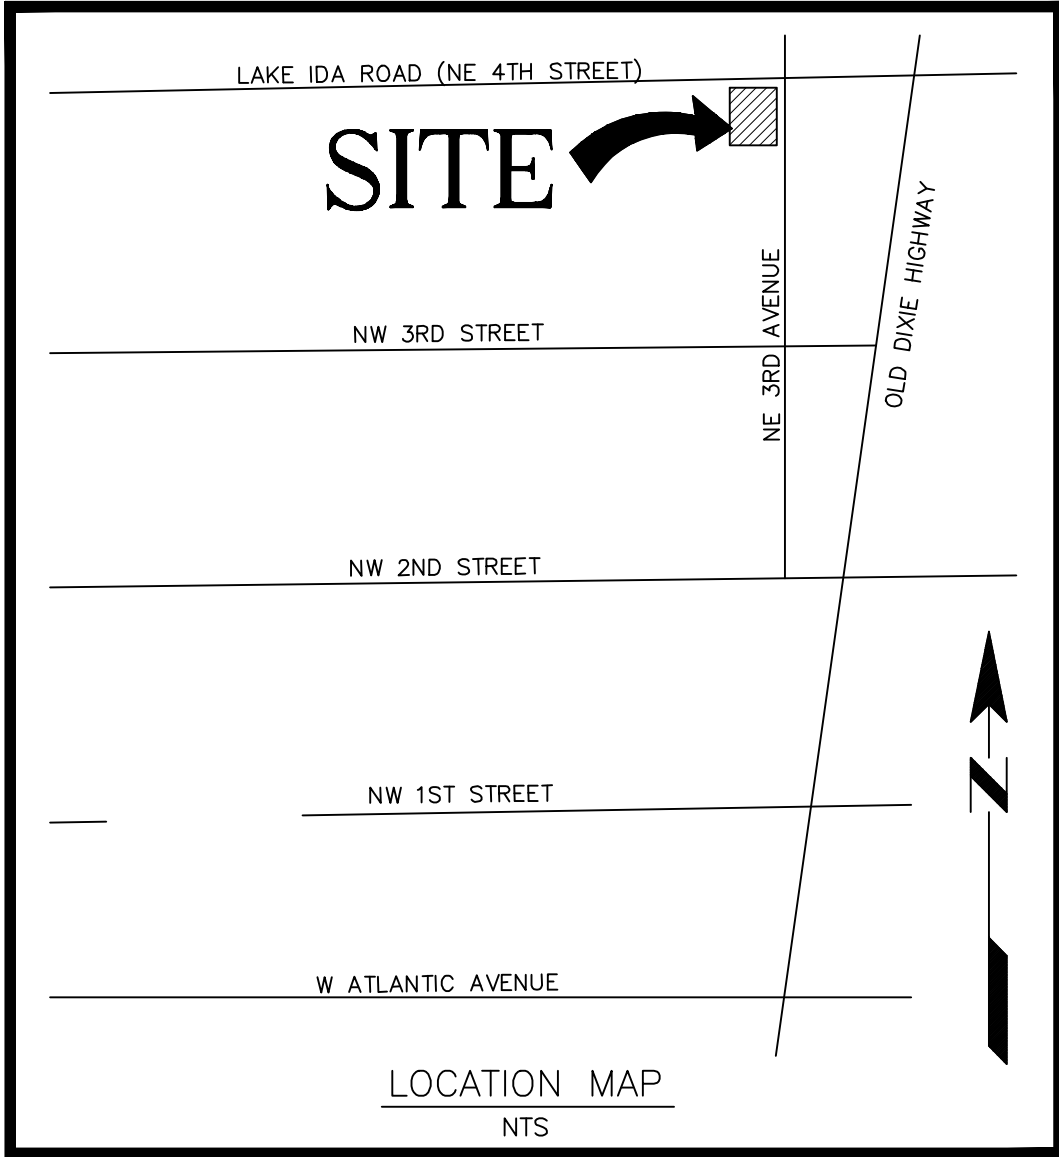 LAKE IDA ROAD (NE 4TH STREET)
SITE
OLD DIXIE HIGHWAY
NE 3RD AVENUE
NW 3RD STREET
NW 2ND STREET
N
NW 1ST STREET
W ATLANTIC AVENUE
LOCATION MAP
NTS